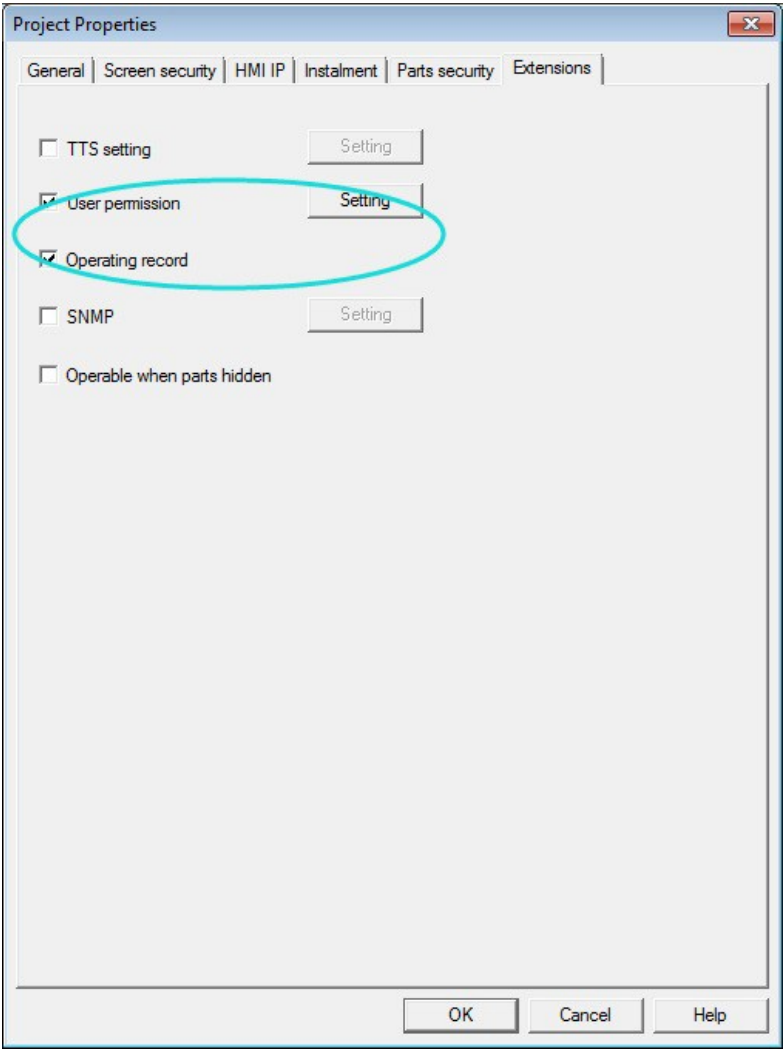 Project Properties
General Screen security HMI IP Instalment Parts security Extensions
TTS setting Setting
User permission Setting
Operating record
SNMP Setting
Operable when parts hidden
OK Cancel Help